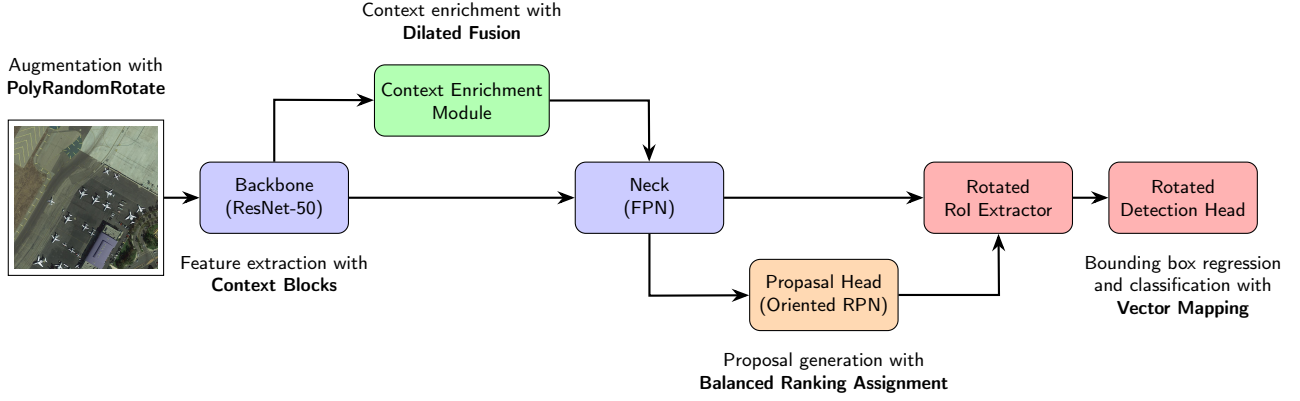 Context enrichment with
Dilated Fusion
Augmentation with
PolyRandomRotate
Context Enrichment
Module
Backbone
(ResNet-50)
Neck
(FPN)
Rotated
RoI Extractor
Rotated
Detection Head
Feature extraction with
Context Blocks
Propasal Head
(Oriented RPN)
Bounding box regression
and classification with
Vector Mapping
Proposal generation with
Balanced Ranking Assignment